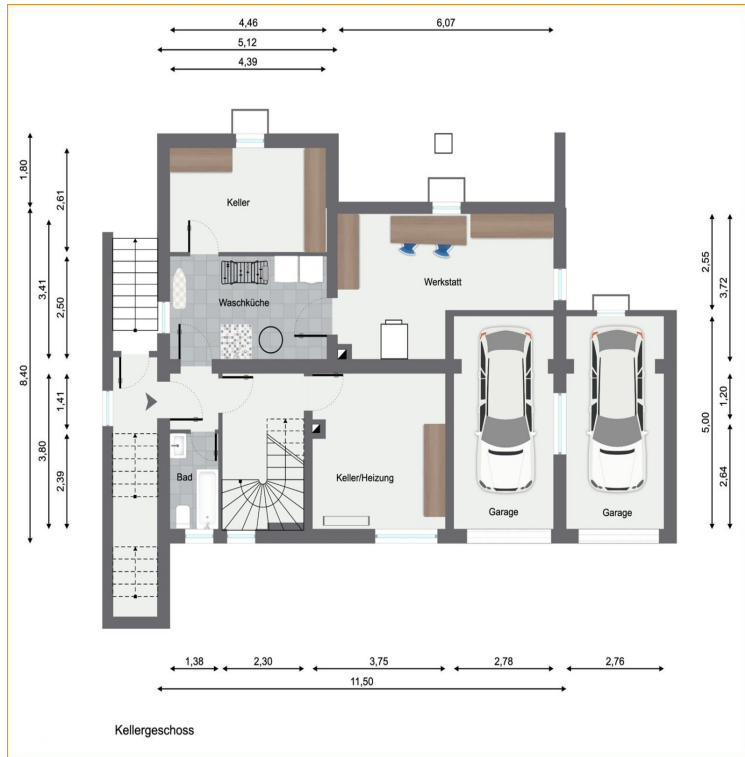 4,46
6,07
5,12
4,39
1,80
2,61
Keller
8,40
3,41
2,50
Waschküche
Werkstatt
2,55
3,72
5,00
1,20
3,80
1,41
2,39
Bad
Keller/Heizung
Garage
Garage
2,64
1,38
2,30
3,75
2,78
2,76
11,50
Kellergeschoss